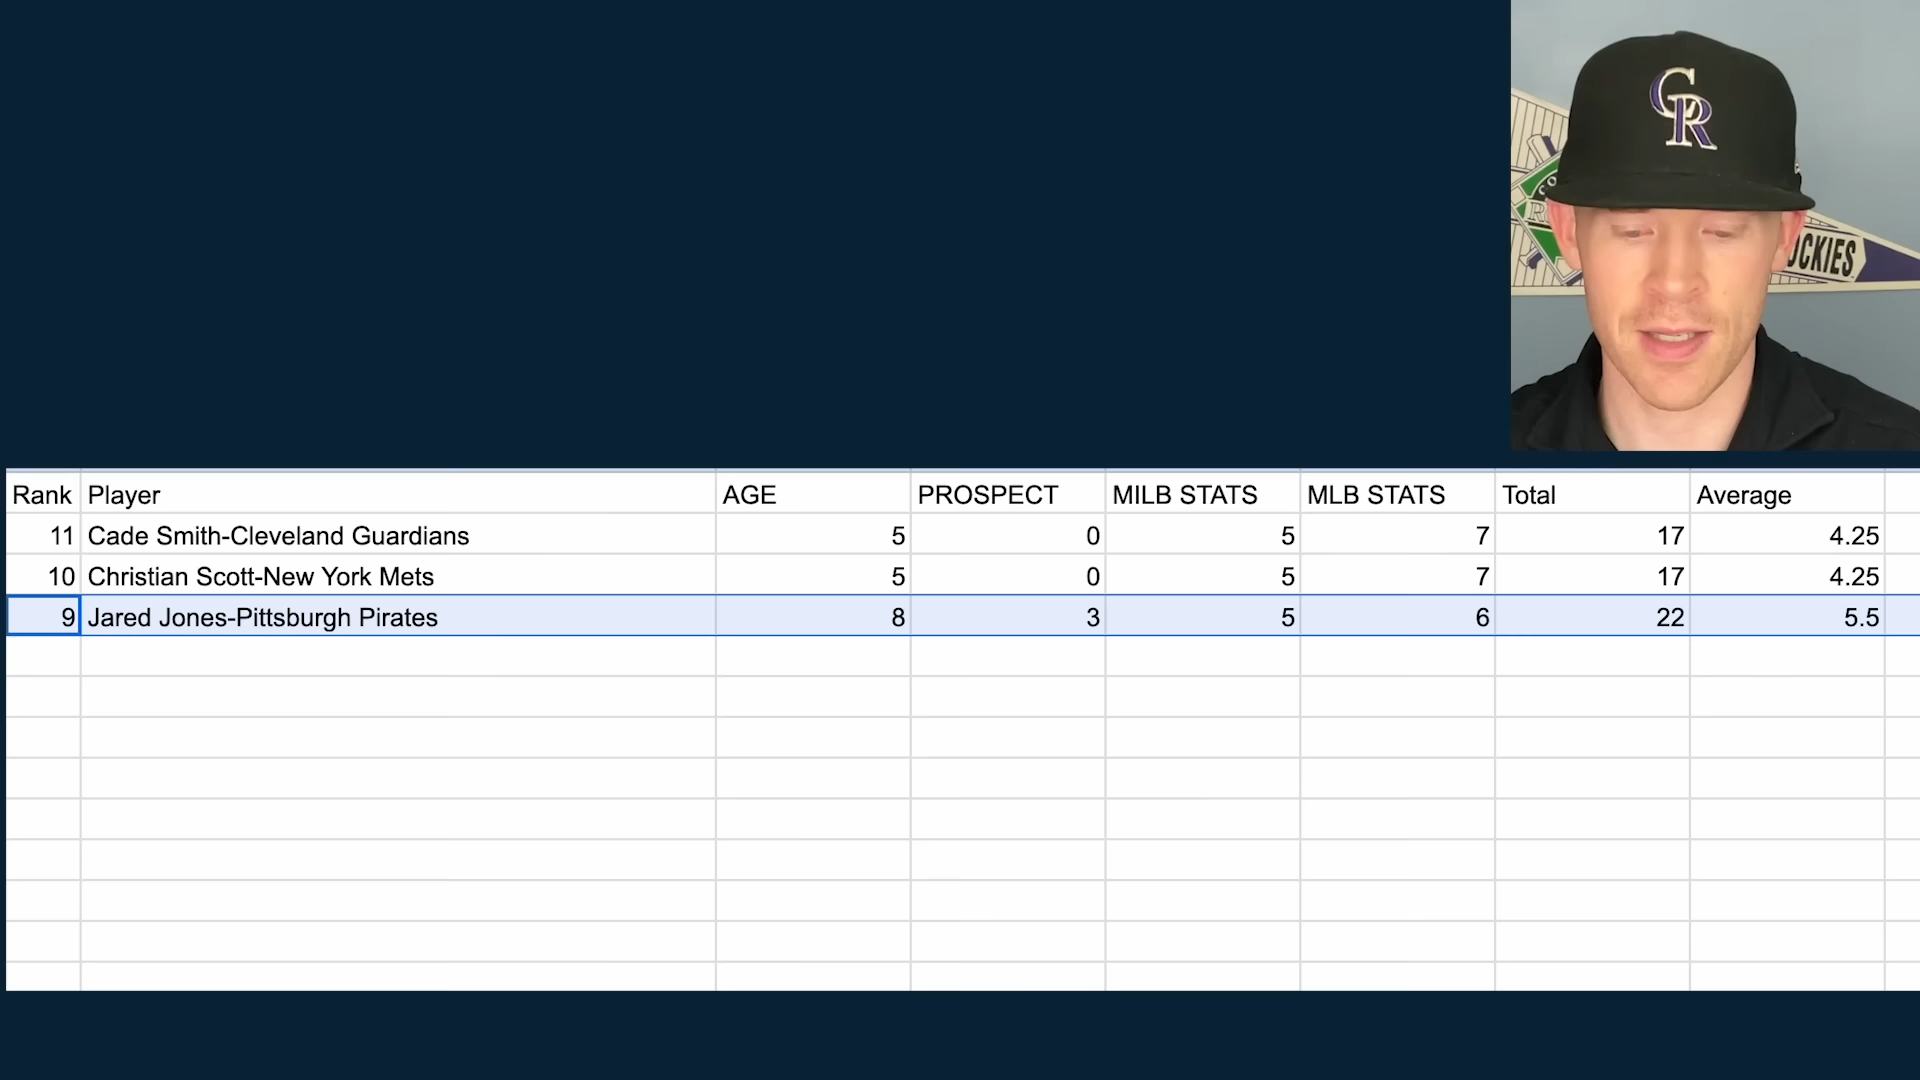 CR
OCKIES
Rank Player AGE PROSPECT MILB STATS MLB STATS Total Average
11 Cade Smith-Cleveland Guardians 5 0 5 7 17 4.25
10 Christian Scott-New York Mets 5 0 5 7 17 4.25
9 Jared Jones-Pittsburgh Pirates 8 3 5 6 22 5.5